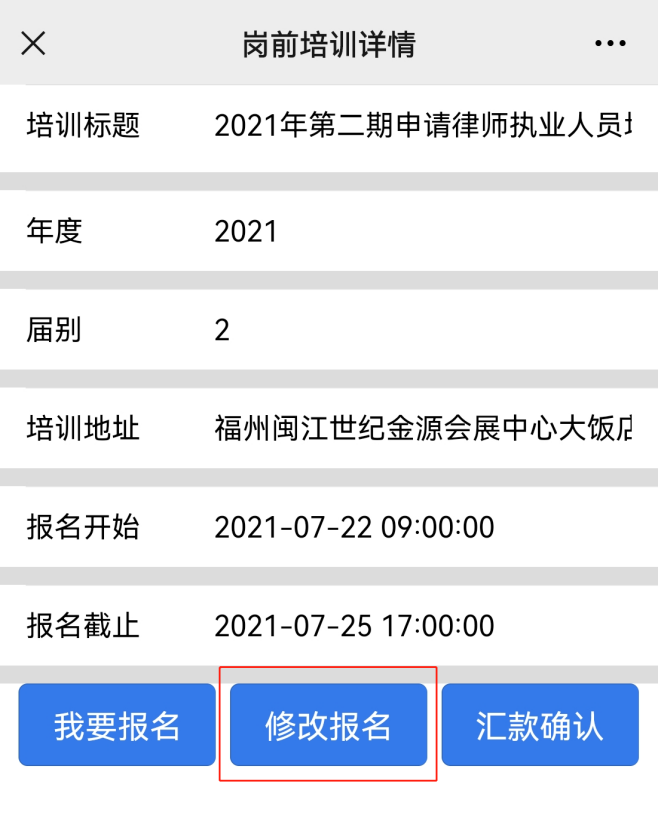 岗前培训详情
培训标题 2021年第二期申请律师执业人员
年度 2021
届别 2
培训地址 福州闽江世纪金源会展中心大饭店
报名开始 2021-07-22 09:00:00
报名截止 2021-07-25 17:00:00
我要报名 修改报名 汇款确认